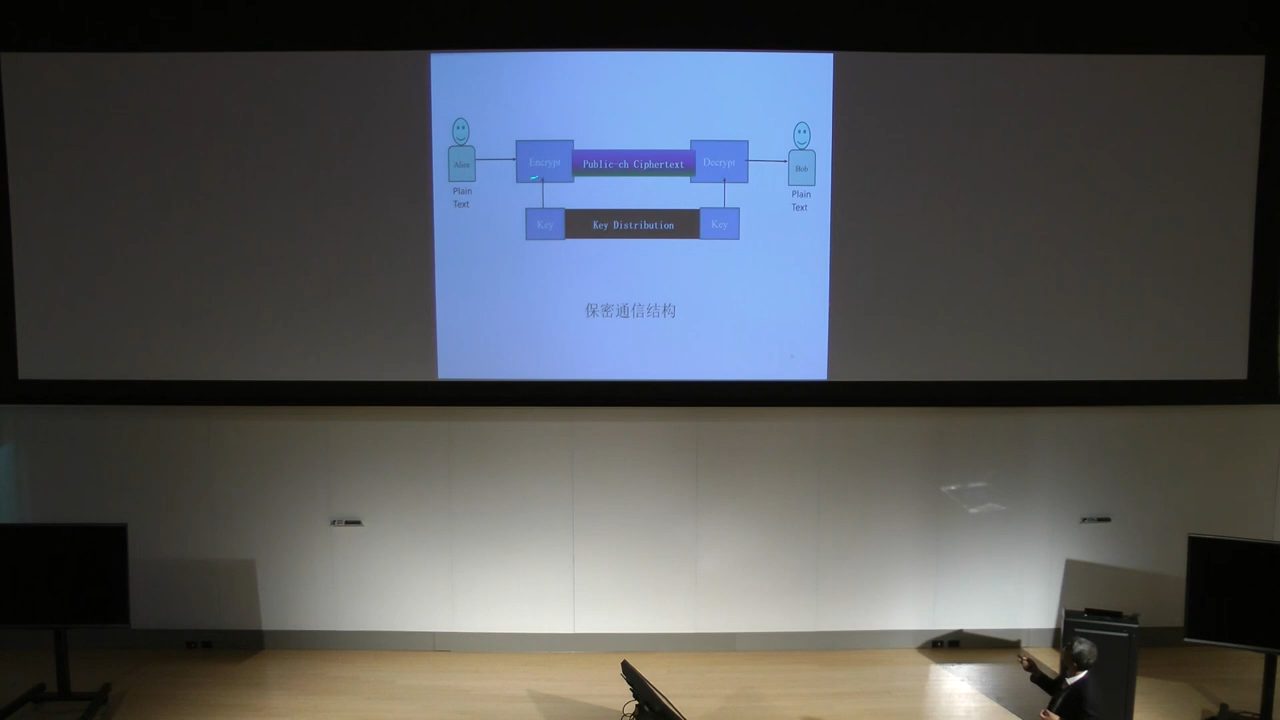 Alice
Encrypt
Public-ch Ciphertext
Decrypt
Bob
Plain
Text
Plain
Text
Key
Key Distribution
Key
保密通信结构